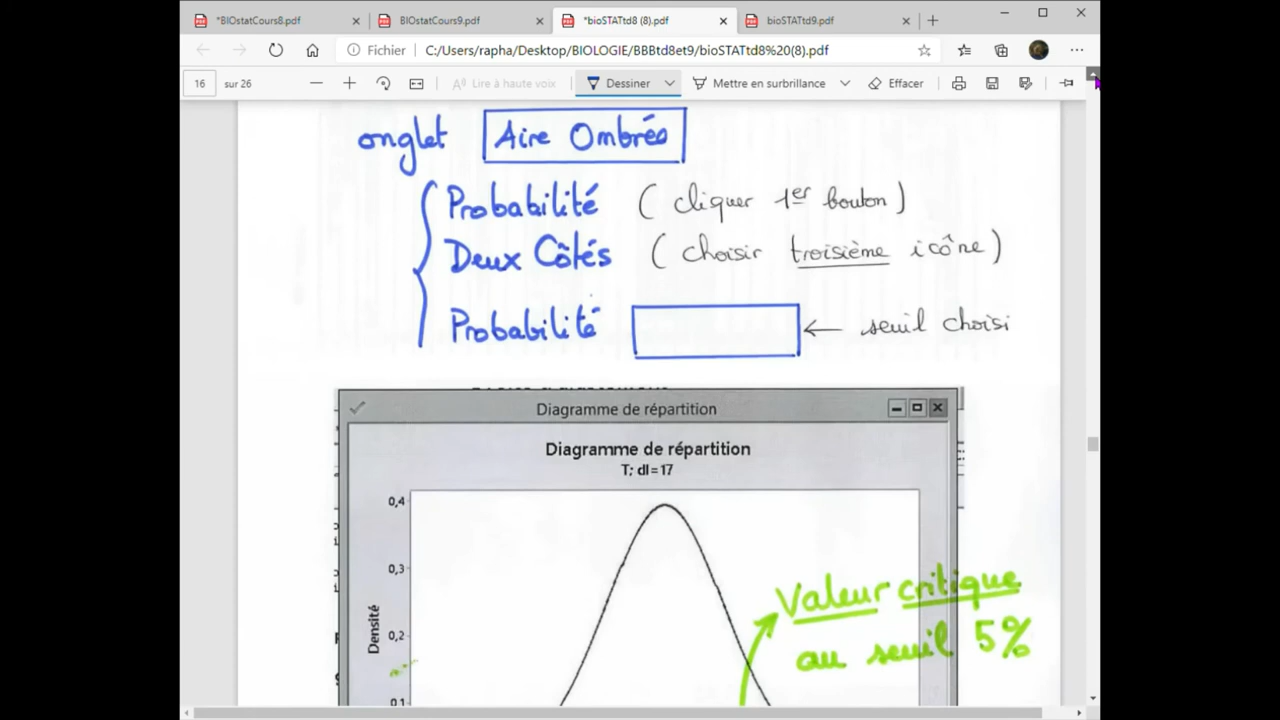 *BIOstatCours8.pdf
BIOstatCours9.pdf
*bioSTATtd8 (8).pdf
bioSTATtd9.pdf
Fichier
C:/Users/rapha/Desktop/BIOLOGIE/BBBtd8et9/bioSTATtd8%20(8).pdf
16 sur 26
Lire à haute voix
Dessiner
Mettre en surbrillance
Effacer
onglet Aire Ombrée
Probabilité (cliquer 1er bouton)
Deux Côtés (choisir troisième icône)
Probabilité ← seuil choisi
Diagramme de répartition
Diagramme de répartition
T; dl=17
0,4
0,3
Valeur critique
Densité
0,2
au seuil 5%
0,1